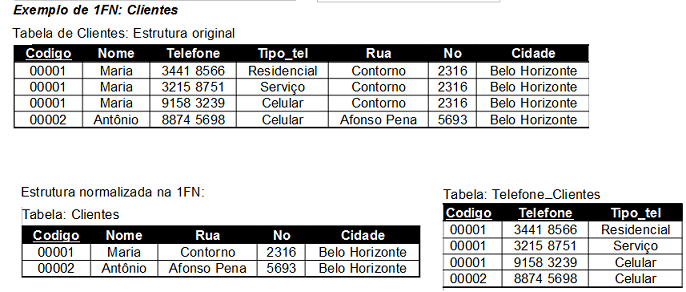 Exemplo de 1FN: Clientes
Tabela de Clientes: Estrutura original
Codigo Nome Telefone Tipo_tel Rua No Cidade
00001 Maria 3441 8566 Residencial Contorno 2316 Belo Horizonte
00001 Maria 3215 8751 Serviço Contorno 2316 Belo Horizonte
00001 Maria 9158 3239 Celular Contorno 2316 Belo Horizonte
00002 Antônio 8874 5698 Celular Afonso Pena 5693 Belo Horizonte
Estrutura normalizada na 1FN:
Tabela: Clientes
Codigo Nome Rua No Cidade
00001 Maria Contorno 2316 Belo Horizonte
00002 Antônio Afonso Pena 5693 Belo Horizonte
Tabela: Telefone_Clientes
Codigo Telefone Tipo_tel
00001 3441 8566 Residencial
00001 3215 8751 Serviço
00001 9158 3239 Celular
00002 8874 5698 Celular